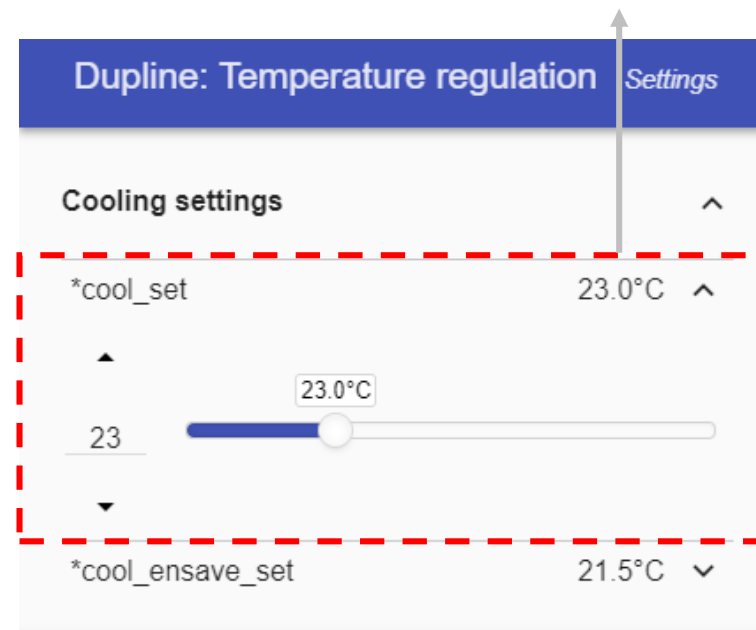 Dupline: Temperature regulation Settings
Cooling settings
*cool_set 23.0°C
23.0°C
23
*cool_ensave_set 21.5°C